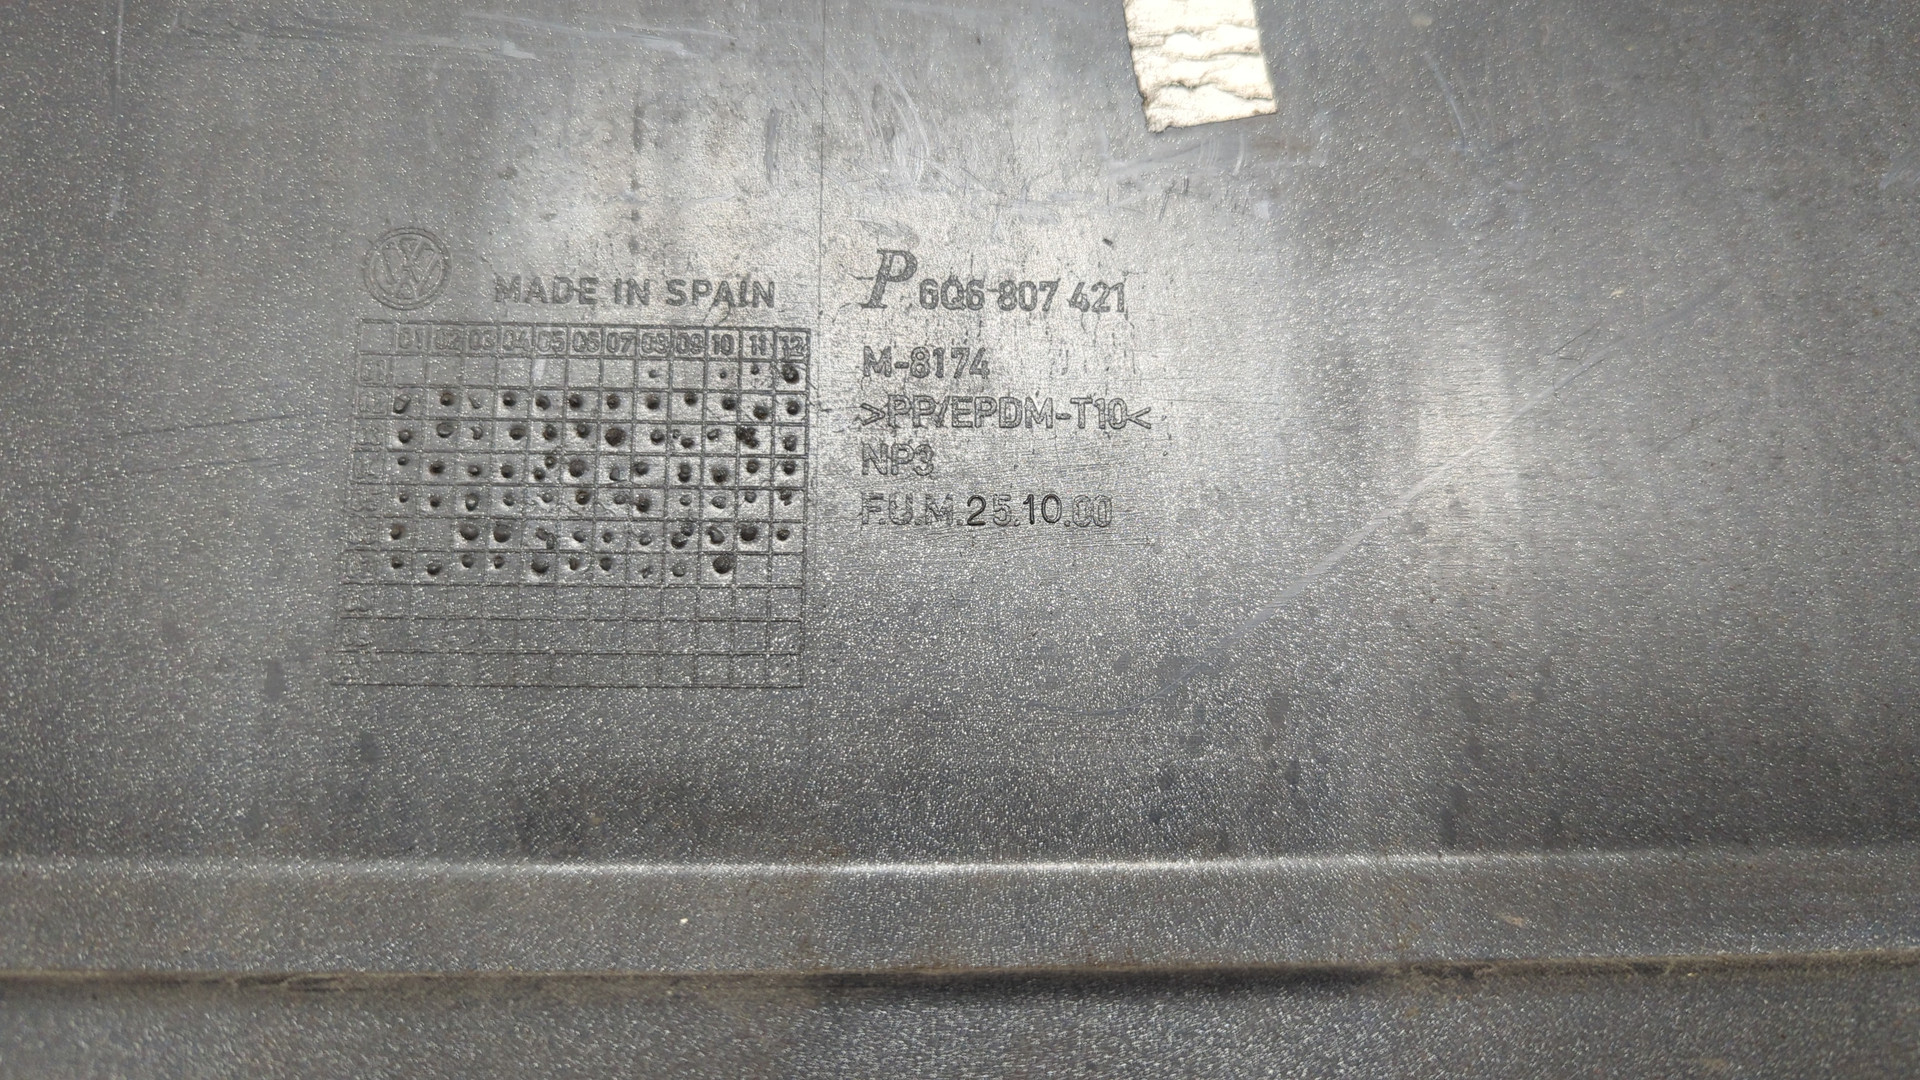 MADE IN SPAIN
01 02 03 04 05 06 07 08 09 10 11 12
P 6Q6 807 421
M-8174
>PP/EPDM-T10<
NP3
F.U.M.25.10.00